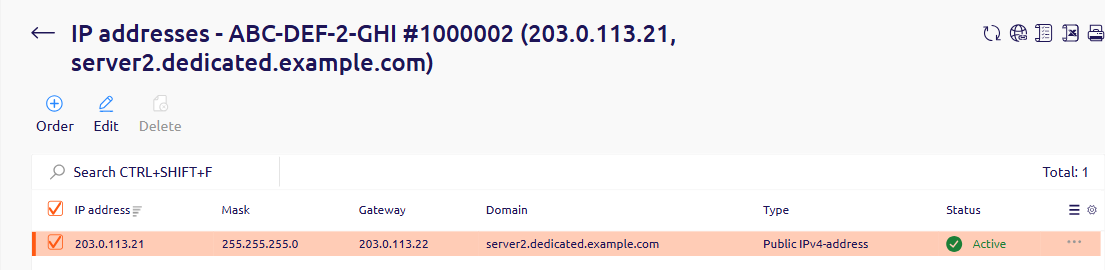 IP addresses - ABC-DEF-2-GHI #1000002 (203.0.113.21,
server2.dedicated.example.com)
Order Edit Delete
Search CTRL+SHIFT+F Total: 1
IP address Mask Gateway Domain Type Status
203.0.113.21 255.255.255.0 203.0.113.22 server2.dedicated.example.com Public IPv4-address Active